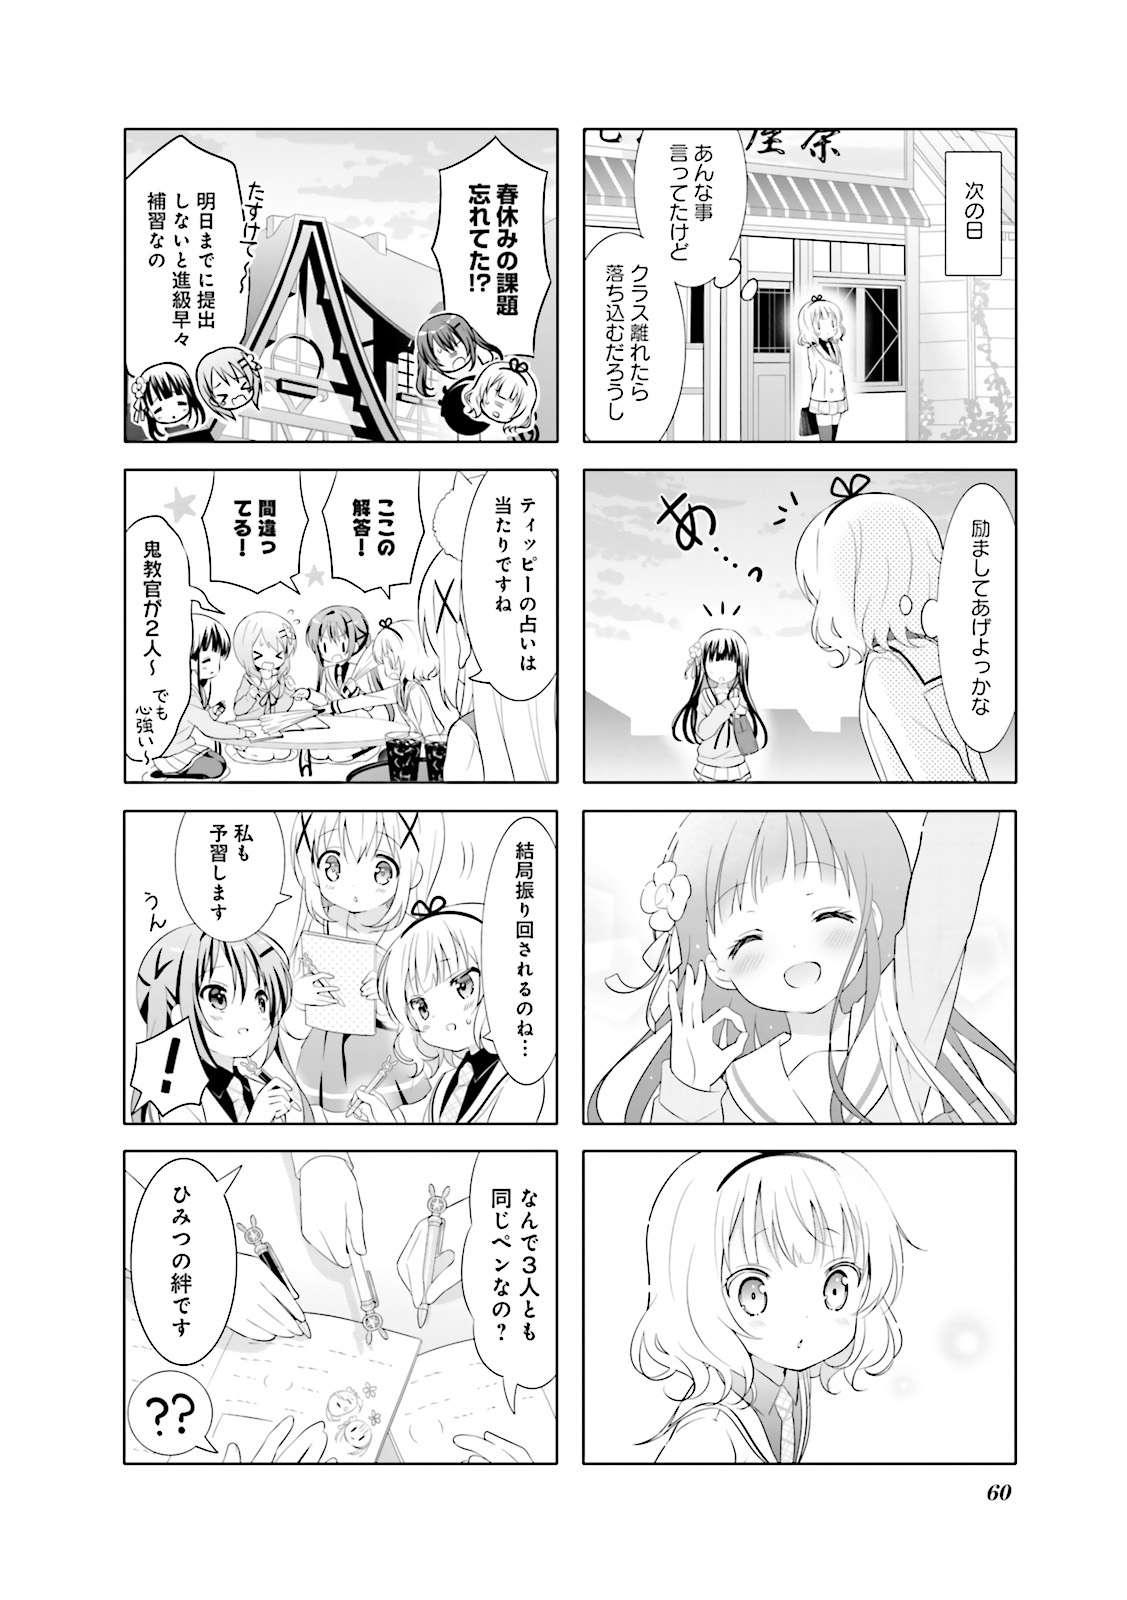 次の日
あんな事
言ってたけど
クラス離れたら
落ち込むだろうし
励ましてあげよっかな
あ…っ
春休みの課題
忘れてた!?
たすけて〜
明日までに提出
しないと進級早々
補習なの
ティッピーの占いは
当たりですね
ここの
解答!
間違っ
てる!
鬼教官が2人〜
でも
心強い〜
結局振り回されるのね…
私も
予習します
うん
!
なんで3人とも
同じペンなの?
ひみつの絆です
??
60